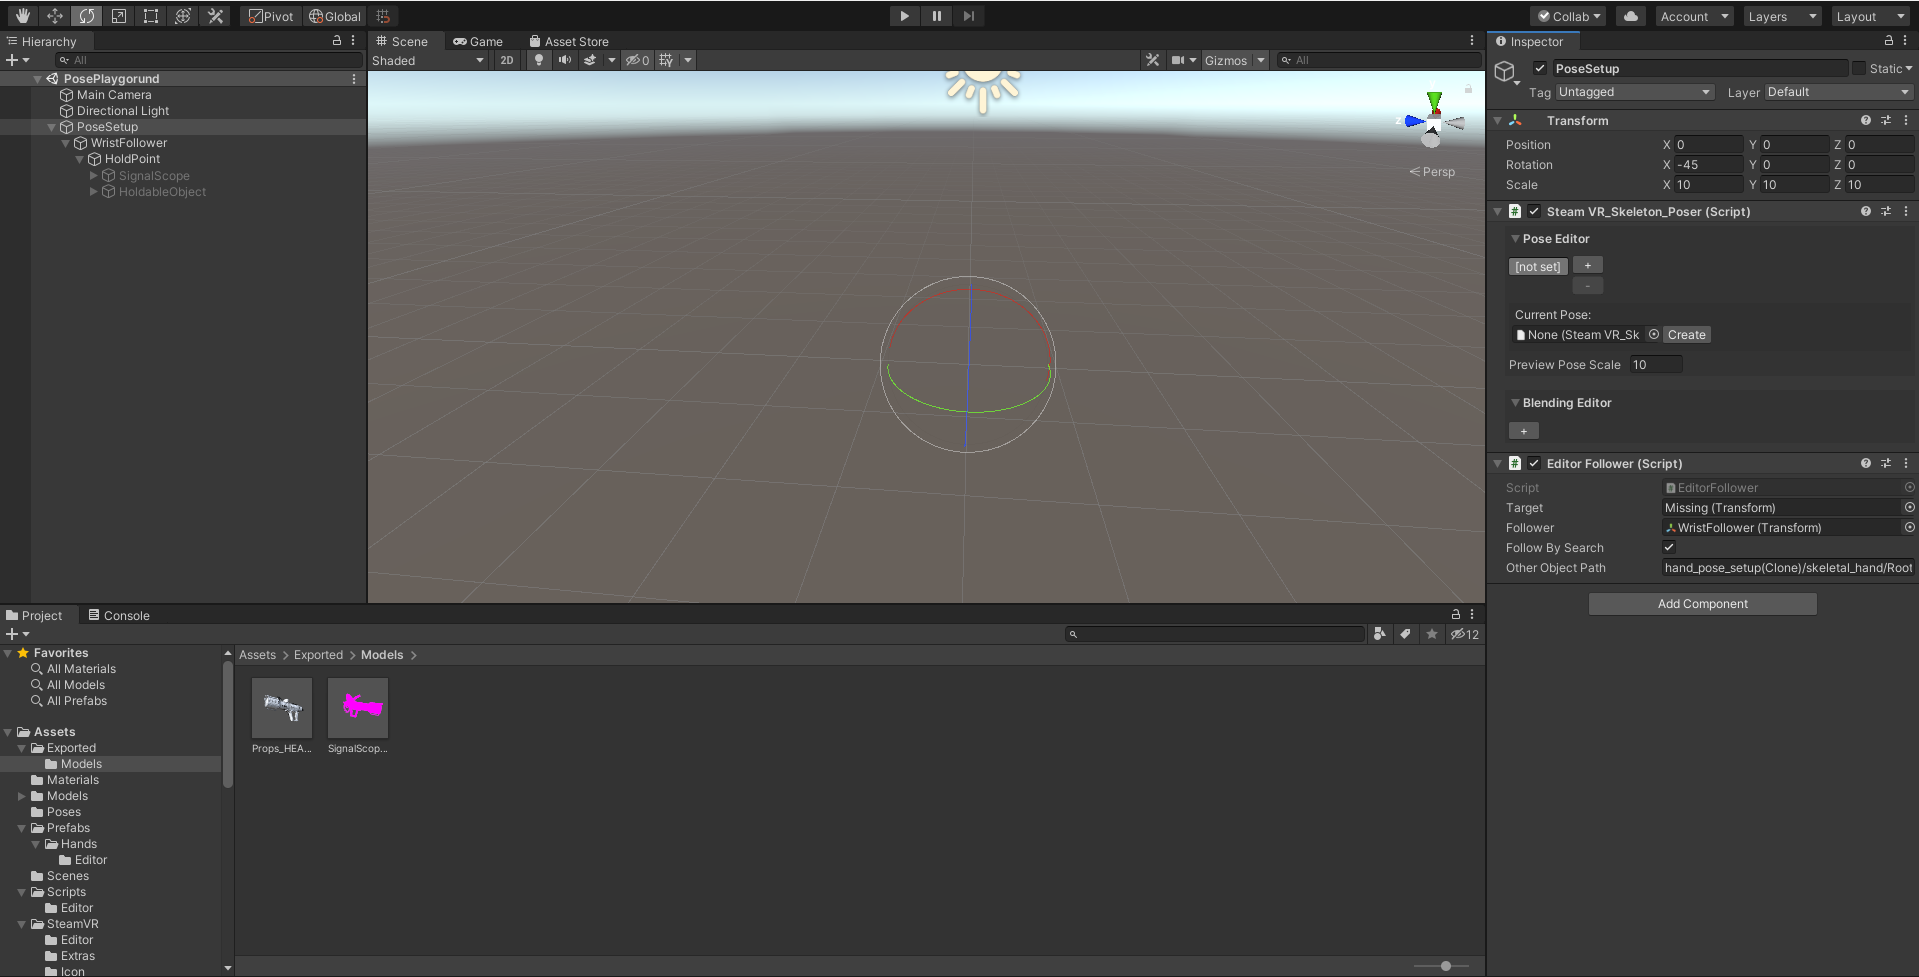 Pivot Global Collab Account Layers Layout
Hierarchy
All
PosePlaygorund
Main Camera
Directional Light
PoseSetup
WristFollower
HoldPoint
SignalScope
HoldableObject
Scene Game Asset Store
Shaded 2D 0 Gizmos All
z
Persp
Inspector
PoseSetup Static
Tag Untagged Layer Default
Transform
Position X 0 Y 0 Z 0
Rotation X -45 Y 0 Z 0
Scale X 10 Y 10 Z 10
# Steam VR_Skeleton_Poser (Script)
Pose Editor
[not set] +
-
Current Pose:
None (Steam VR_Sk Create
Preview Pose Scale 10
Blending Editor
+
# Editor Follower (Script)
Script EditorFollower
Target Missing (Transform)
Follower WristFollower (Transform)
Follow By Search
Other Object Path hand_pose_setup(Clone)/skeletal_hand/Root
Add Component
Project Console
12
Favorites
All Materials
All Models
All Prefabs
Assets
Exported
Models
Materials
Models
Poses
Prefabs
Hands
Editor
Scenes
Scripts
Editor
SteamVR
Editor
Extras
Icon
Assets > Exported > Models >
Props_HEA... SignalScop...